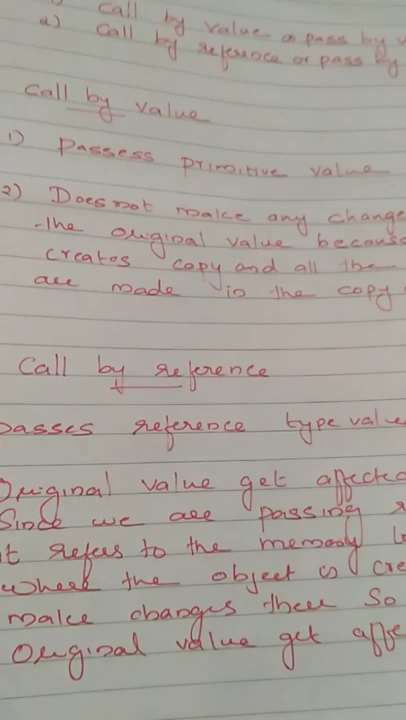 Call by value or pass by
2) Call by reference or pass by
Call by value
1) Passess primitive value
2) Does not make any change
the original value because
creates copy and all the
are made in the copy
Call by reference
passes reference type value
Original value get affected
Since we are passing
it refers to the memory
where the object is
make changes there So
Original value get